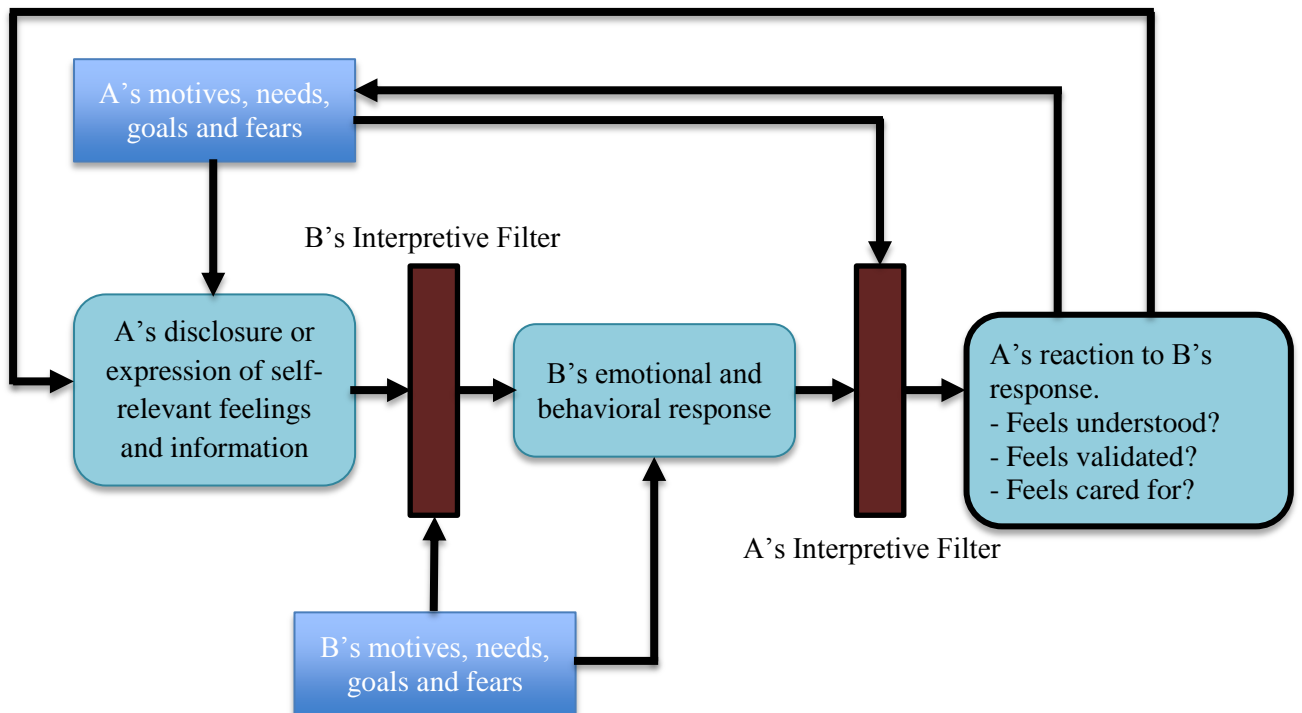 A’s motives, needs,
goals and fears
B’s Interpretive Filter
A’s disclosure or
expression of self-
relevant feelings
and information
B’s emotional and
behavioral response
A’s reaction to B’s
response.
- Feels understood?
- Feels validated?
- Feels cared for?
A’s Interpretive Filter
B’s motives, needs,
goals and fears